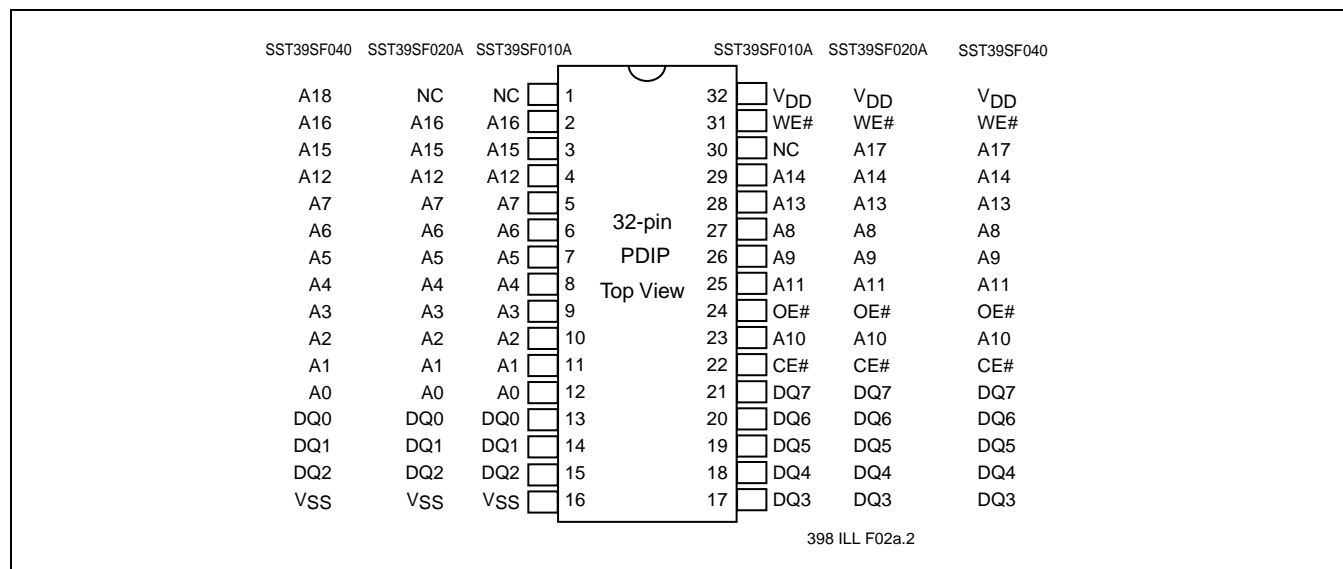 SST39SF040 SST39SF020A SST39SF010A SST39SF010A SST39SF020A SST39SF040
A18 NC NC 1 32 VDD VDD VDD
A16 A16 A16 2 31 WE# WE# WE#
A15 A15 A15 3 30 NC A17 A17
A12 A12 A12 4 29 A14 A14 A14
A7 A7 A7 5 28 A13 A13 A13
A6 A6 A6 6 32-pin 27 A8 A8 A8
A5 A5 A5 7 PDIP 26 A9 A9 A9
A4 A4 A4 8 Top View 25 A11 A11 A11
A3 A3 A3 9 24 OE# OE# OE#
A2 A2 A2 10 23 A10 A10 A10
A1 A1 A1 11 22 CE# CE# CE#
A0 A0 A0 12 21 DQ7 DQ7 DQ7
DQ0 DQ0 DQ0 13 20 DQ6 DQ6 DQ6
DQ1 DQ1 DQ1 14 19 DQ5 DQ5 DQ5
DQ2 DQ2 DQ2 15 18 DQ4 DQ4 DQ4
VSS VSS VSS 16 17 DQ3 DQ3 DQ3
398 ILL F02a.2